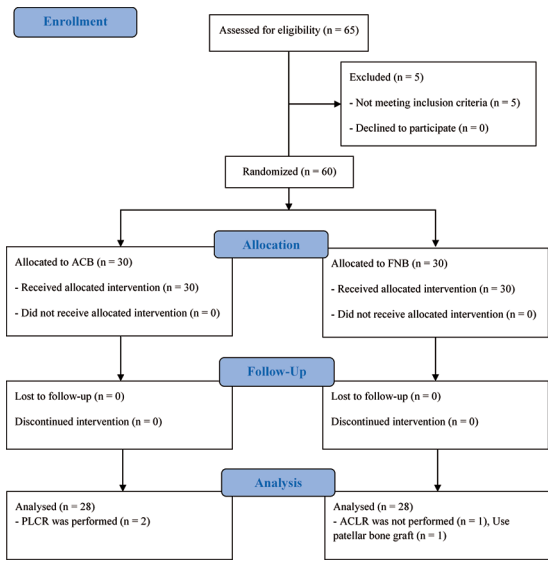 Enrollment
Assessed for eligibility (n = 65)
Excluded (n = 5)
- Not meeting inclusion criteria (n = 5)
- Declined to participate (n = 0)
Randomized (n = 60)
Allocation
Allocated to ACB (n = 30)
- Received allocated intervention (n = 30)
- Did not receive allocated intervention (n = 0)
Allocated to FNB (n = 30)
- Received allocated intervention (n = 30)
- Did not receive allocated intervention (n = 0)
Follow-Up
Lost to follow-up (n = 0)
Discontinued intervention (n = 0)
Lost to follow-up (n = 0)
Discontinued intervention (n = 0)
Analysis
Analysed (n = 28)
- PLCR was performed (n = 2)
Analysed (n = 28)
- ACLR was not performed (n = 1), Use
patellar bone graft (n = 1)